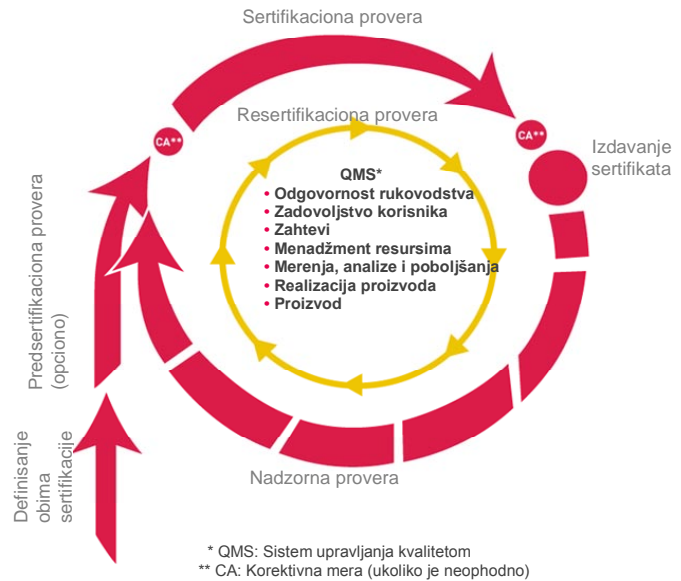 Sertifikaciona provera
Resertifikaciona provera
CA**
CA**
Izdavanje
sertifikata
QMS*
• Odgovornost rukovodstva
• Zadovoljstvo korisnika
• Zahtevi
• Menadžment resursima
• Merenja, analize i poboljšanja
• Realizacija proizvoda
• Proizvod
Predsertifikaciona provera
(opciono)
Definisanje
obima
sertifikacije
Nadzorna provera
* QMS: Sistem upravljanja kvalitetom
** CA: Korektivna mera (ukoliko je neophodno)